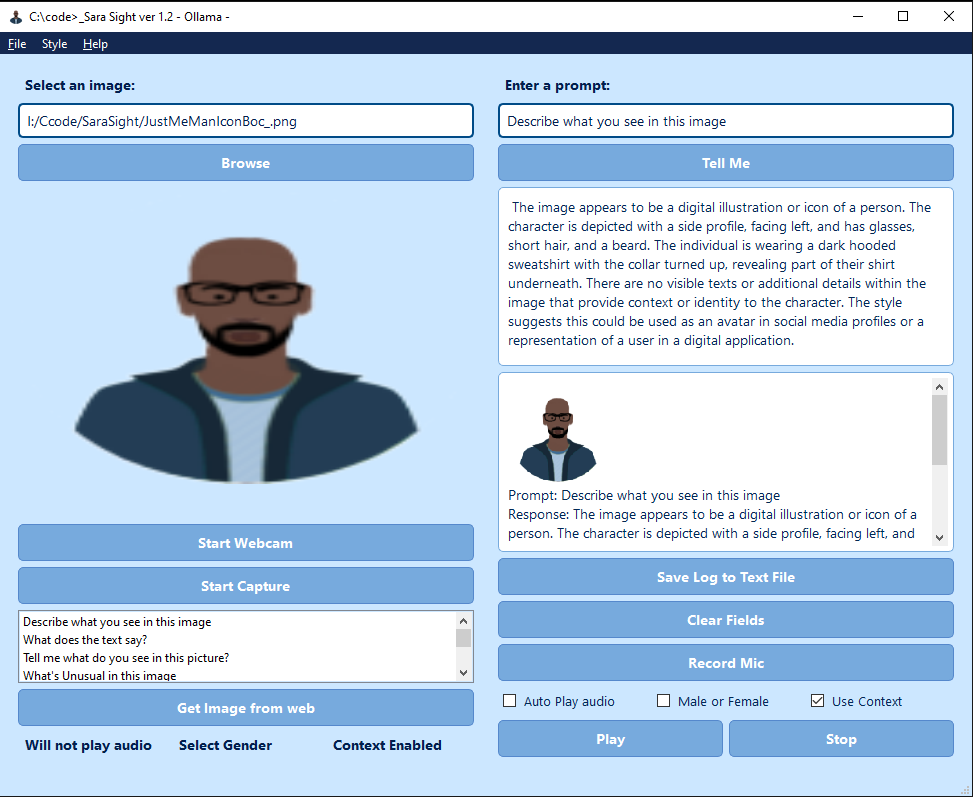 C:\code>_Sara Sight ver 1.2 - Ollama -
File Style Help
Select an image:
I:/Ccode/SaraSight/JustMeManIconBoc_.png
Browse
Start Webcam
Start Capture
Describe what you see in this image
What does the text say?
Tell me what do you see in this picture?
What's Unusual in this image
Get Image from web
Will not play audio Select Gender Context Enabled
Enter a prompt:
Describe what you see in this image
Tell Me
The image appears to be a digital illustration or icon of a person. The
character is depicted with a side profile, facing left, and has glasses,
short hair, and a beard. The individual is wearing a dark hooded
sweatshirt with the collar turned up, revealing part of their shirt
underneath. There are no visible texts or additional details within the
image that provide context or identity to the character. The style
suggests this could be used as an avatar in social media profiles or a
representation of a user in a digital application.
Prompt: Describe what you see in this image
Response: The image appears to be a digital illustration or icon of a
person. The character is depicted with a side profile, facing left, and
Save Log to Text File
Clear Fields
Record Mic
Auto Play audio Male or Female Use Context
Play Stop